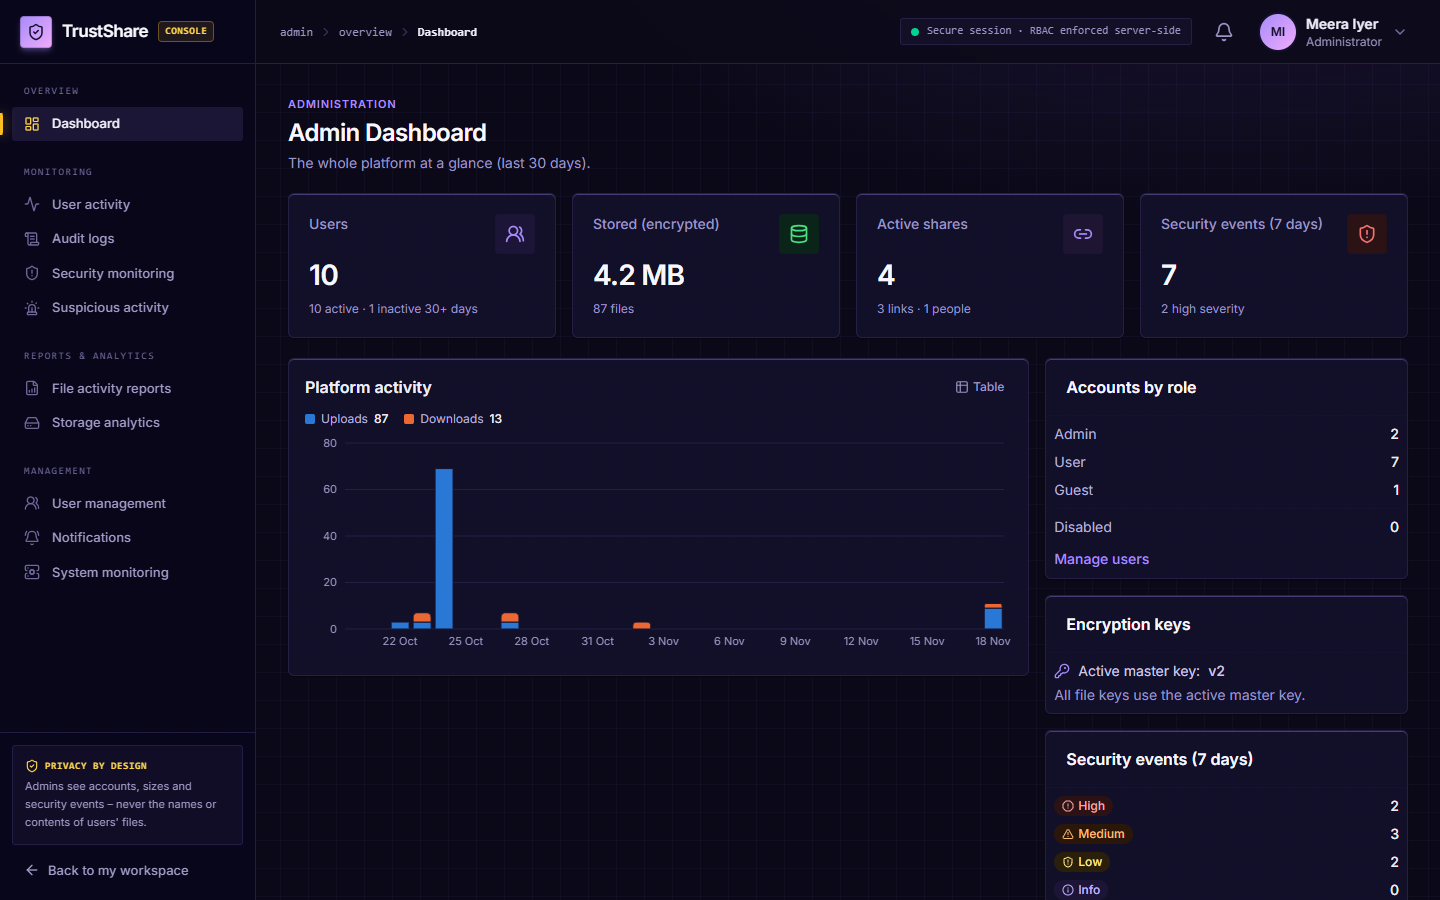 TrustShare CONSOLE
admin overview Dashboard
Secure session · RBAC enforced server-side
MI
Meera Iyer
Administrator
OVERVIEW
Dashboard
MONITORING
User activity
Audit logs
Security monitoring
Suspicious activity
REPORTS & ANALYTICS
File activity reports
Storage analytics
MANAGEMENT
User management
Notifications
System monitoring
PRIVACY BY DESIGN
Admins see accounts, sizes and
security events – never the names or
contents of users' files.
Back to my workspace
ADMINISTRATION
Admin Dashboard
The whole platform at a glance (last 30 days).
Users
10
10 active · 1 inactive 30+ days
Stored (encrypted)
4.2 MB
87 files
Active shares
4
3 links · 1 people
Security events (7 days)
7
2 high severity
Platform activity
Table
Uploads 87 Downloads 13
80
60
40
20
0
22 Oct 25 Oct 28 Oct 31 Oct 3 Nov 6 Nov 9 Nov 12 Nov 15 Nov 18 Nov
Accounts by role
Admin 2
User 7
Guest 1
Disabled 0
Manage users
Encryption keys
Active master key: v2
All file keys use the active master key.
Security events (7 days)
High 2
Medium 3
Low 2
Info 0